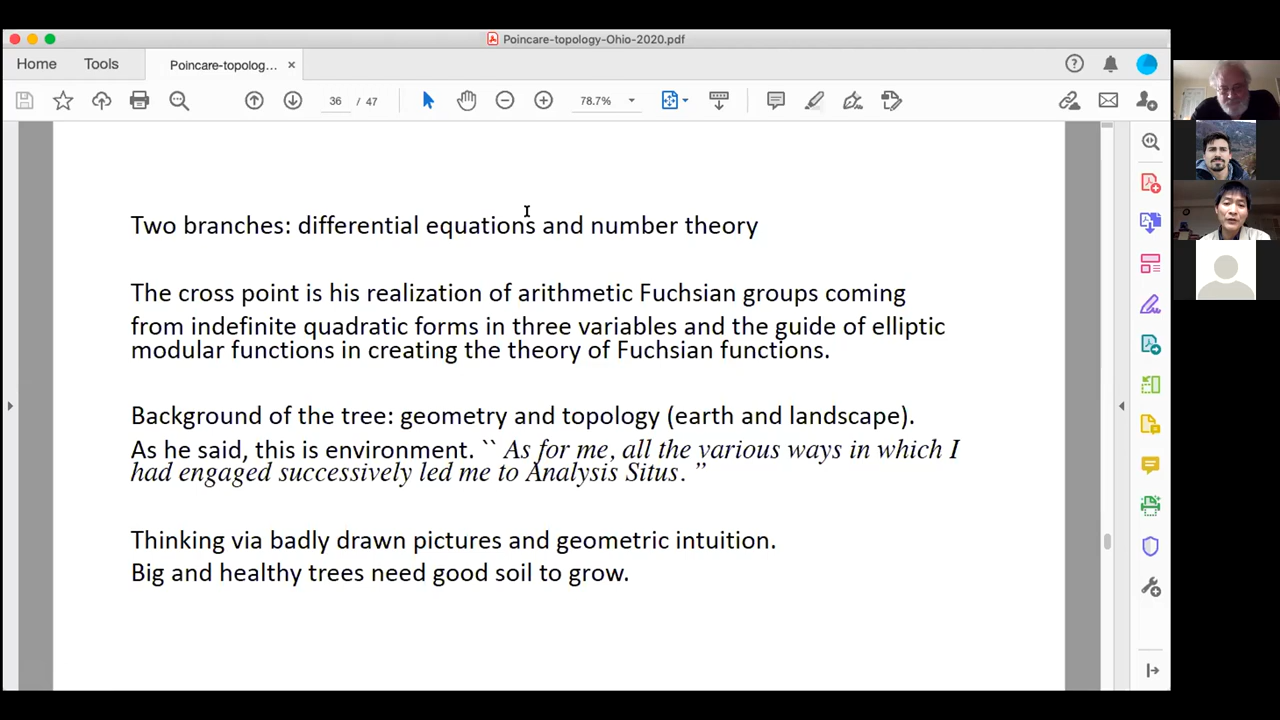 Poincare-topology-Ohio-2020.pdf
Home
Tools
Poincare-topolog...
36 / 47
78.7%
Two branches: differential equations and number theory
The cross point is his realization of arithmetic Fuchsian groups coming
from indefinite quadratic forms in three variables and the guide of elliptic
modular functions in creating the theory of Fuchsian functions.
Background of the tree: geometry and topology (earth and landscape).
As he said, this is environment. `` As for me, all the various ways in which I
had engaged successively led me to Analysis Situs. ”
Thinking via badly drawn pictures and geometric intuition.
Big and healthy trees need good soil to grow.